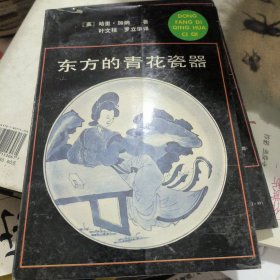 [英] 哈里·加纳 著
叶文程 罗立华译
DONG
FANG DI
QING HUA
CI QI
东方的青花瓷器